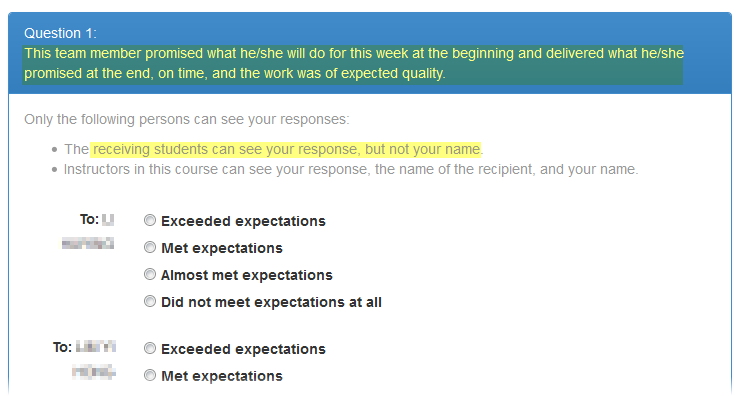 Question 1:
This team member promised what he/she will do for this week at the beginning and delivered what he/she
promised at the end, on time, and the work was of expected quality.
Only the following persons can see your responses:
• The receiving students can see your response, but not your name.
• Instructors in this course can see your response, the name of the recipient, and your name.
To:
Exceeded expectations
Met expectations
Almost met expectations
Did not meet expectations at all
To:
Exceeded expectations
Met expectations